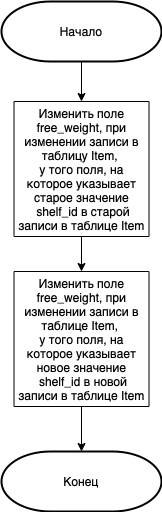 Начало
Изменить поле
free_weight, при
изменении записи в
таблицу Item,
у того поля, на
которое указывает
старое значение
shelf_id в старой
записи в таблице Item
Изменить поле
free_weight, при
изменении записи в
таблице Item,
у того поля, на
которое указывает
новое значение
shelf_id в новой
записи в таблице Item
Конец